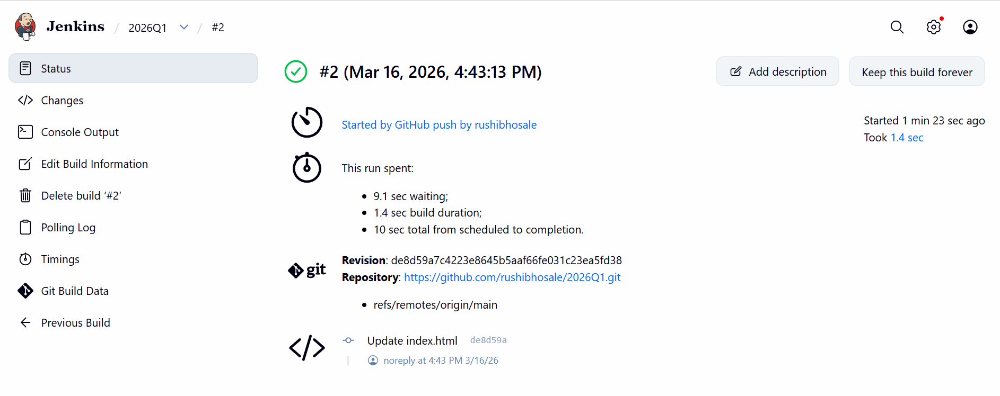 Jenkins / 2026Q1 / #2
Status
Changes
Console Output
Edit Build Information
Delete build ‘#2’
Polling Log
Timings
Git Build Data
Previous Build
#2 (Mar 16, 2026, 4:43:13 PM)
Add description
Keep this build forever
Started by GitHub push by rushibhosale
Started 1 min 23 sec ago
Took 1.4 sec
This run spent:
• 9.1 sec waiting;
• 1.4 sec build duration;
• 10 sec total from scheduled to completion.
git
Revision: de8d59a7c4223e8645b5aaf66fe031c23ea5fd38
Repository: https://github.com/rushibhosale/2026Q1.git
• refs/remotes/origin/main
Update index.html de8d59a
noreply at 4:43 PM 3/16/26